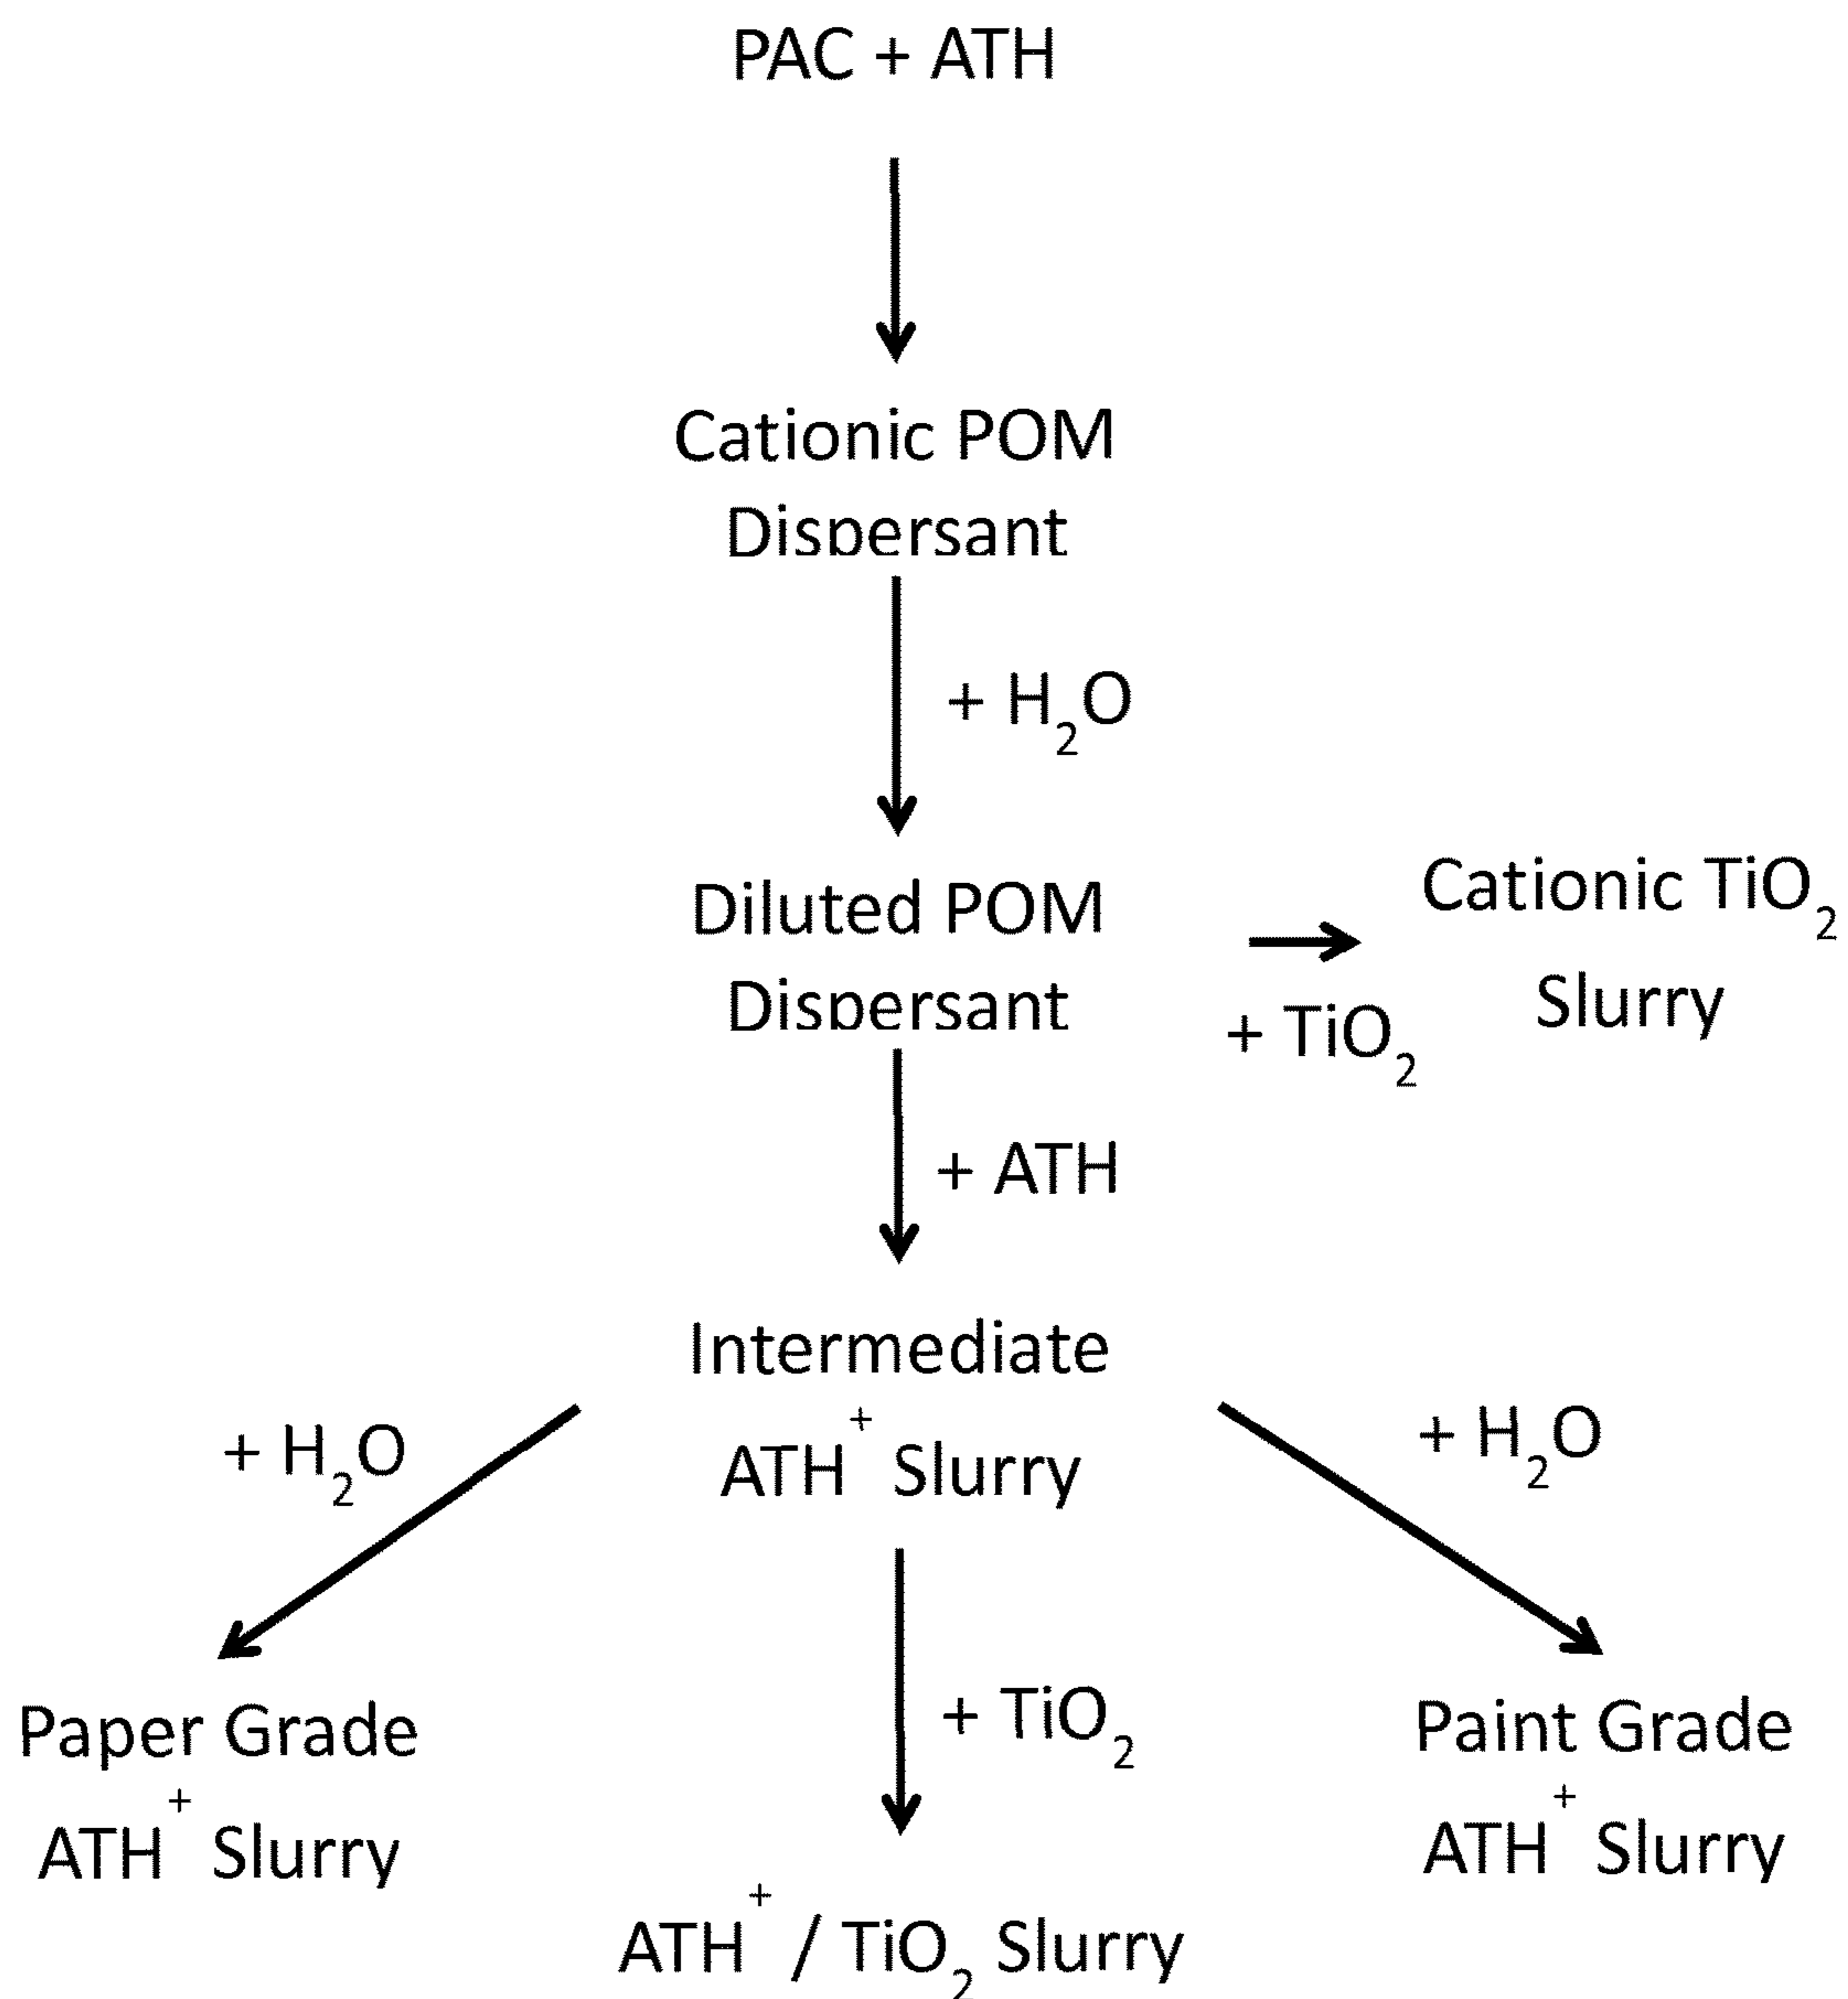 PAC + ATH
Cationic POM
Dispersant
+ H₂O
Diluted POM
Dispersant
+ TiO₂
Cationic TiO₂
Slurry
+ ATH
Intermediate
ATH⁺ Slurry
+ H₂O
+ H₂O
+ TiO₂
Paper Grade
ATH⁺ Slurry
Paint Grade
ATH⁺ Slurry
ATH⁺ / TiO₂ Slurry